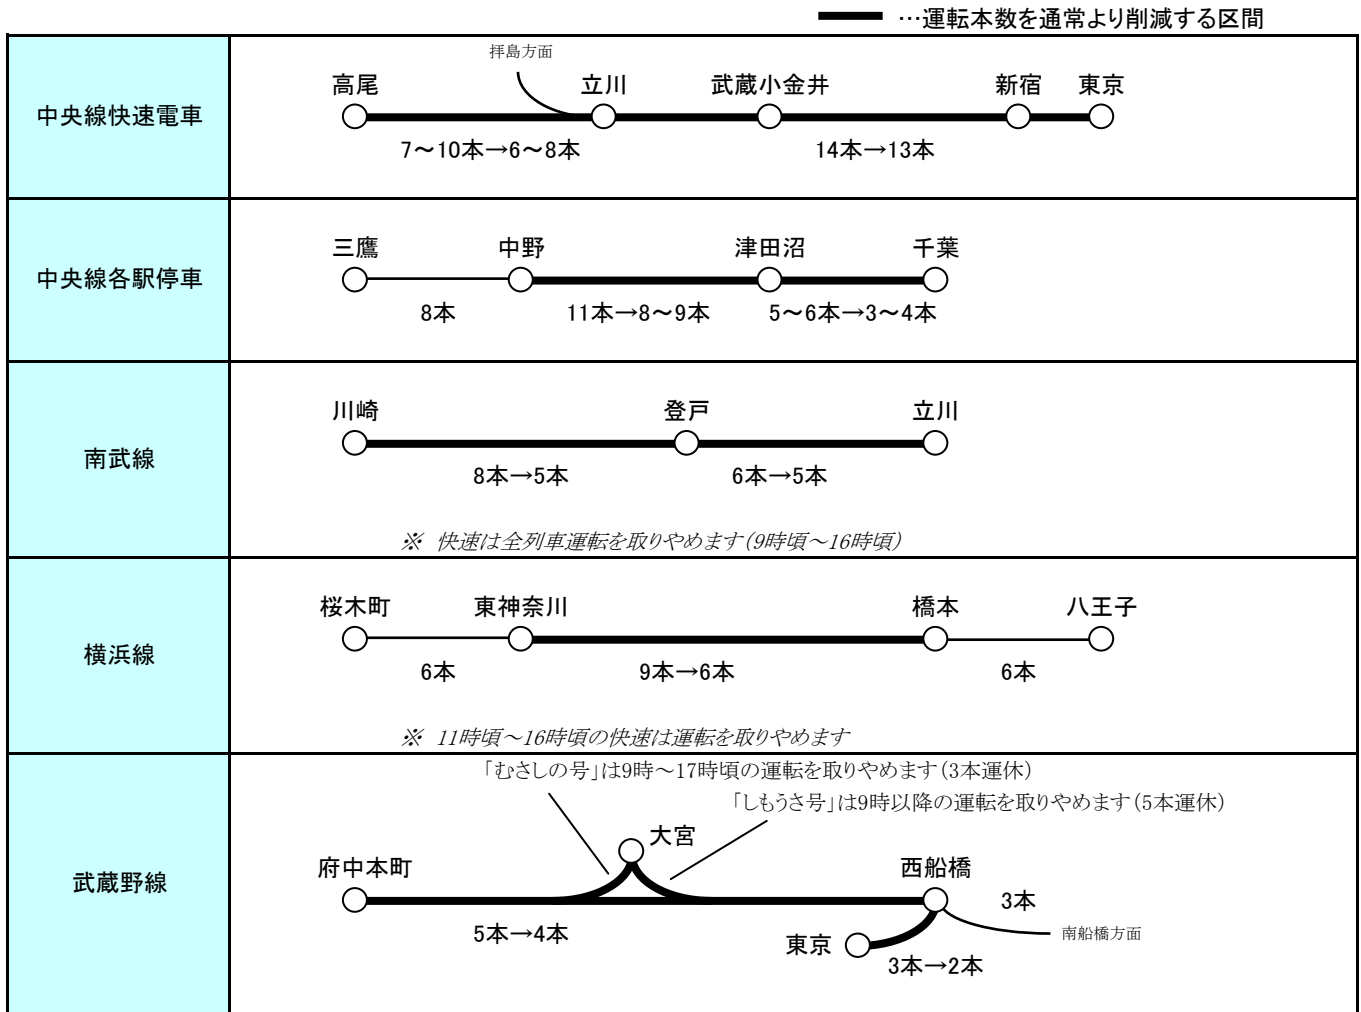 …運転本数を通常より削減する区間
中央線快速電車
拝島方面
高尾 立川 武蔵小金井 新宿 東京
7～10本→6～8本 14本→13本
中央線各駅停車
三鷹 中野 津田沼 千葉
8本 11本→8～9本 5～6本→3～4本
南武線
川崎 登戸 立川
8本→5本 6本→5本
※ 快速は全列車運転を取りやめます(9時頃～16時頃)
横浜線
桜木町 東神奈川 橋本 八王子
6本 9本→6本 6本
※ 11時頃～16時頃の快速は運転を取りやめます
武蔵野線
「むさしの号」は9時～17時頃の運転を取りやめます(3本運休)
「しもうさ号」は9時以降の運転を取りやめます(5本運休)
大宮
府中本町 西船橋
3本
5本→4本 南船橋方面
東京
3本→2本